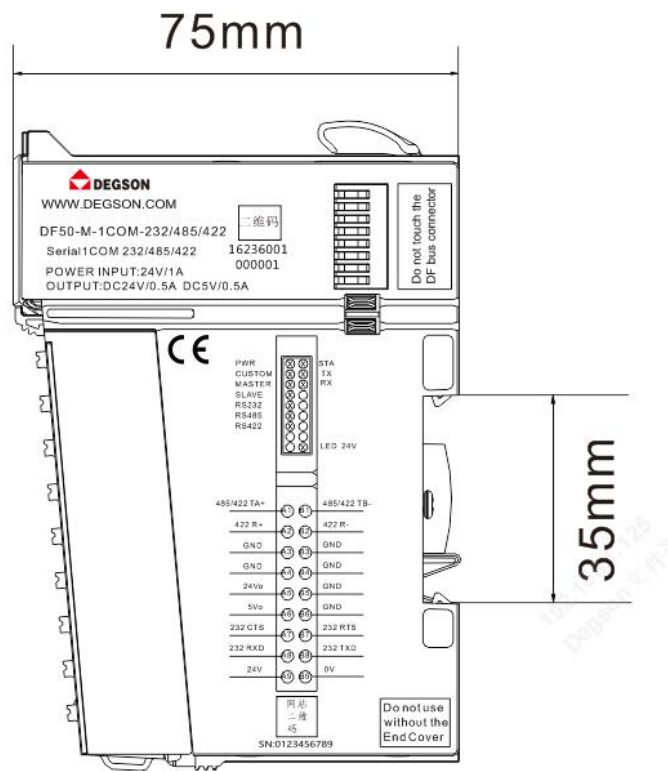 75mm
DEGSON
WWW.DEGSON.COM
DF50-M-1COM-232/485/422
二维码
Serial1COM 232/485/422
16236001
000001
POWER INPUT:24V/1A
OUTPUT:DC24V/0.5A DC5V/0.5A
Do not touch the
DF bus connector
CE
PWR STA
CUSTOM TX
MASTER RX
SLAVE
RS232
RS485
RS422
LED 24V
35mm
485/422 TA+ A1 B1 485/422 TB-
422 R+ A2 B2 422 R-
GND A3 B3 GND
GND A4 B4 GND
24Vo A5 B5 GND
5Vo A6 B6 GND
232 CTS A7 B7 232 RTS
232 RXD A8 B8 232 TXD
24V A9 B9 0V
网站
二维
码
SN:0123456789
Do not use
without the
End Cover
Degson